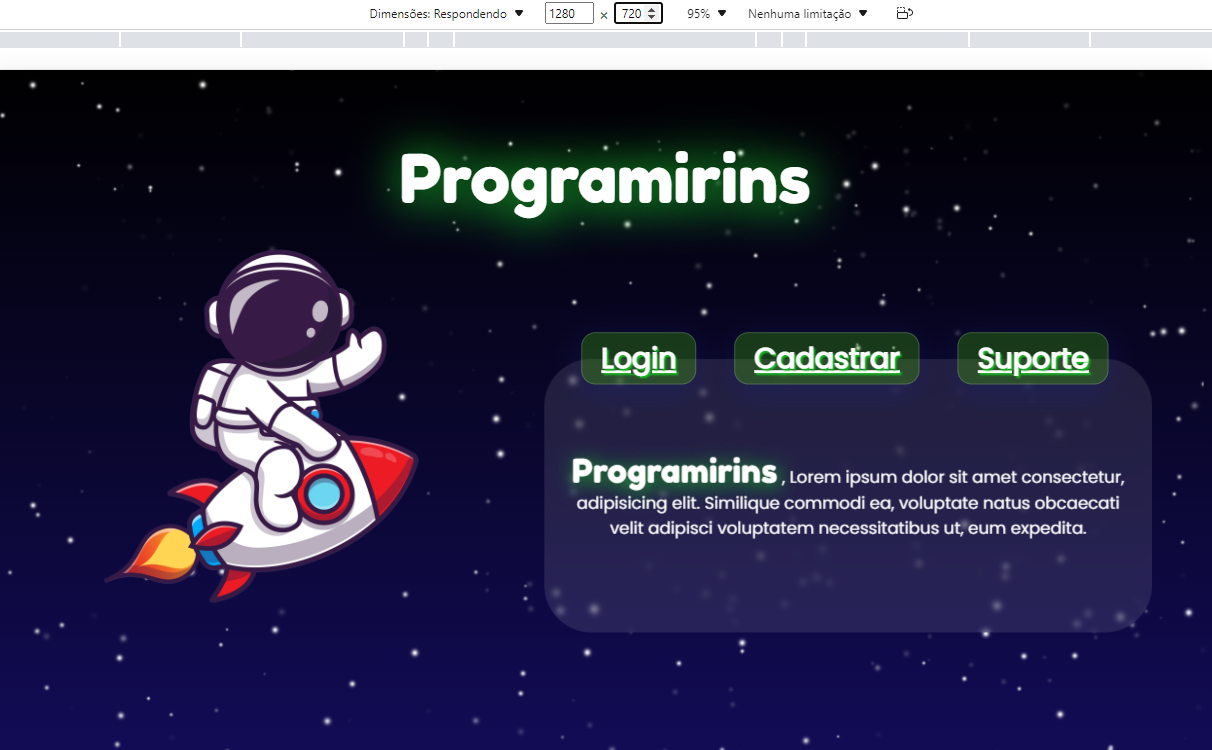 Dimensões: Respondendo 1280 x 720 95% Nenhuma limitação
Programirins
Login Cadastrar Suporte
Programirins , Lorem ipsum dolor sit amet consectetur,
adipisicing elit. Similique commodi ea, voluptate natus obcaecati
velit adipisci voluptatem necessitatibus ut, eum expedita.